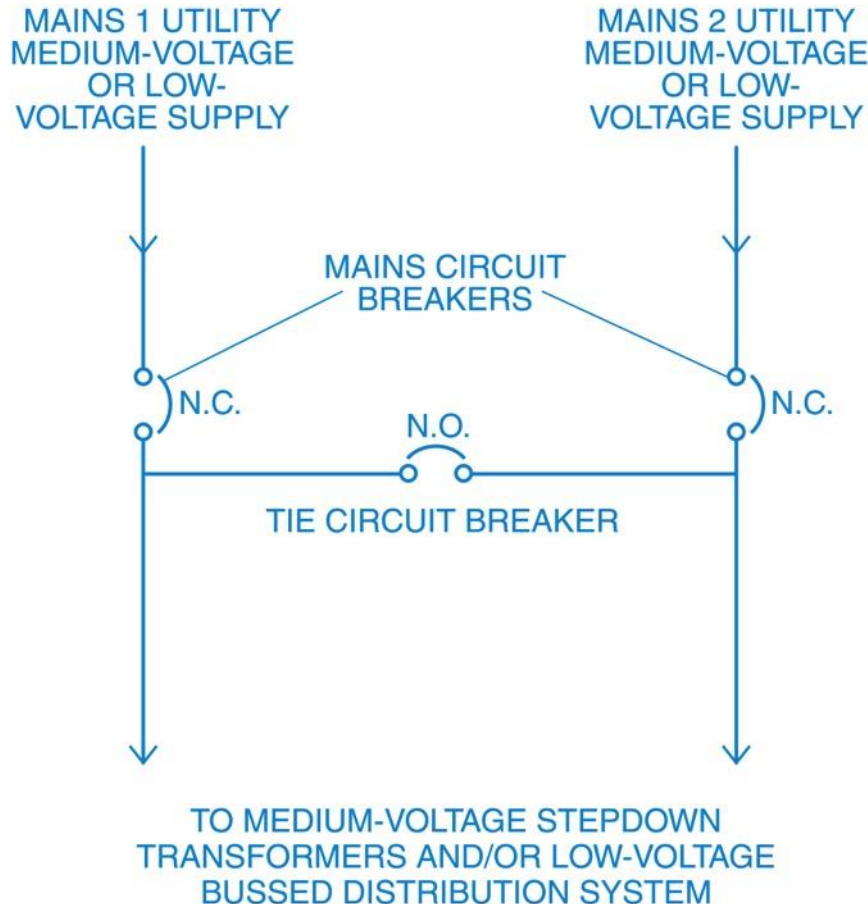 MAINS 1 UTILITY
MEDIUM-VOLTAGE
OR LOW-
VOLTAGE SUPPLY
MAINS 2 UTILITY
MEDIUM-VOLTAGE
OR LOW-
VOLTAGE SUPPLY
MAINS CIRCUIT
BREAKERS
N.C.
N.O.
N.C.
TIE CIRCUIT BREAKER
TO MEDIUM-VOLTAGE STEPDOWN
TRANSFORMERS AND/OR LOW-VOLTAGE
BUSSED DISTRIBUTION SYSTEM